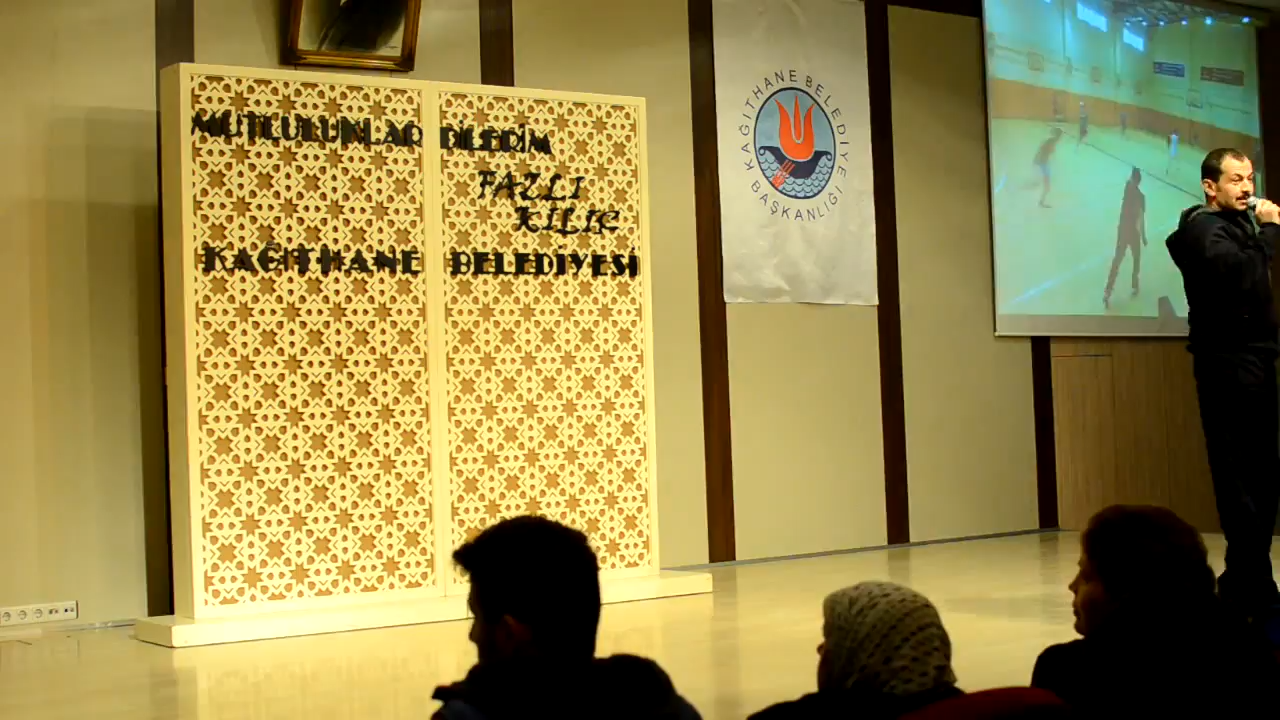 MUTLULUKLAR DİLERİM
FAZLI
KILIÇ
KAĞITHANE BELEDİYESİ
KAĞITHANE BELEDİYE BAŞKANLIĞI